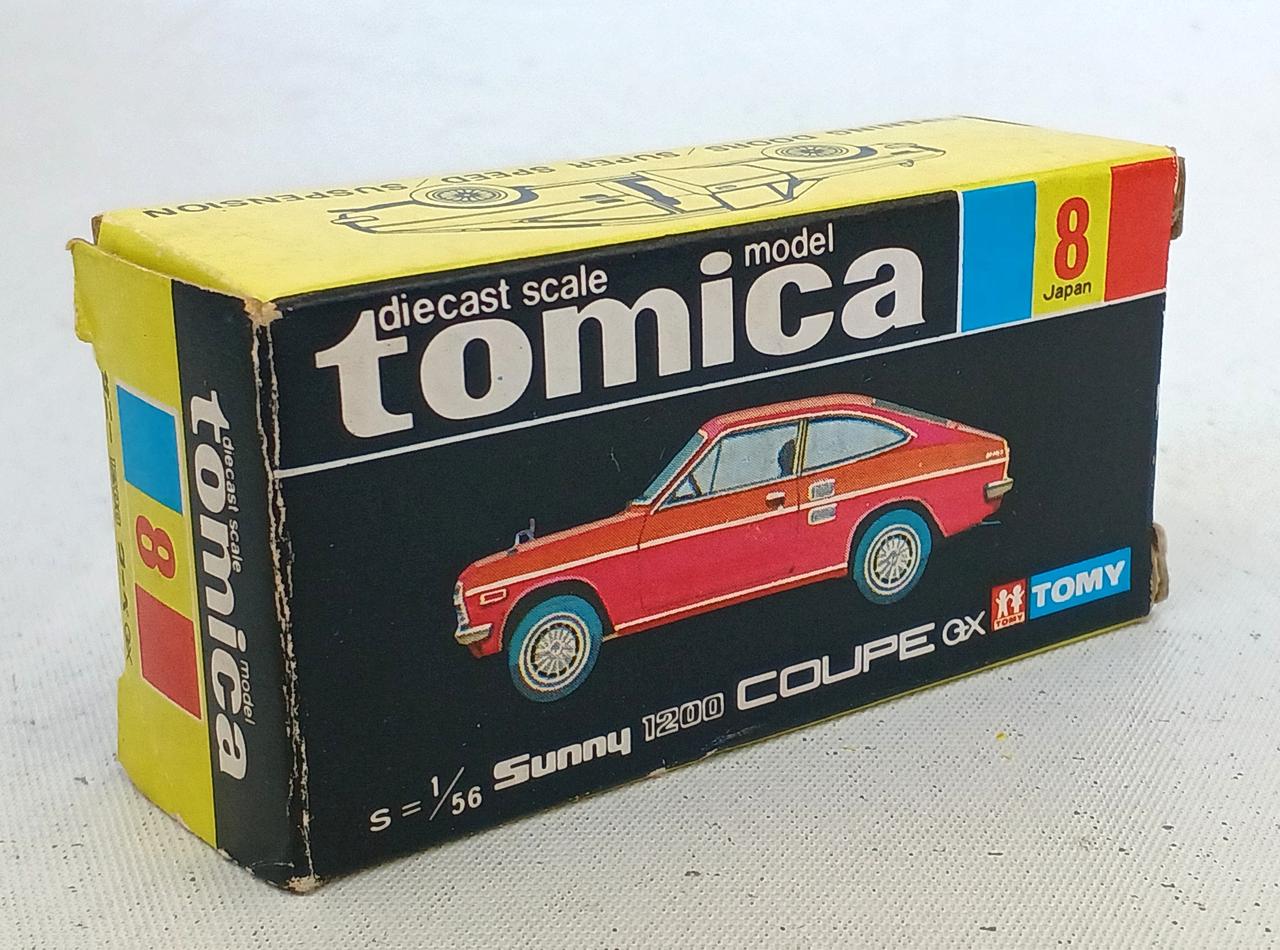 OPENING DOORS / SUPER SPEED / SUSPENSION
diecast scale model
tomica
8
Japan
S = 1/56 Sunny 1200 COUPE GX
TOMY
TOMY
diecast scale model
tomica
8